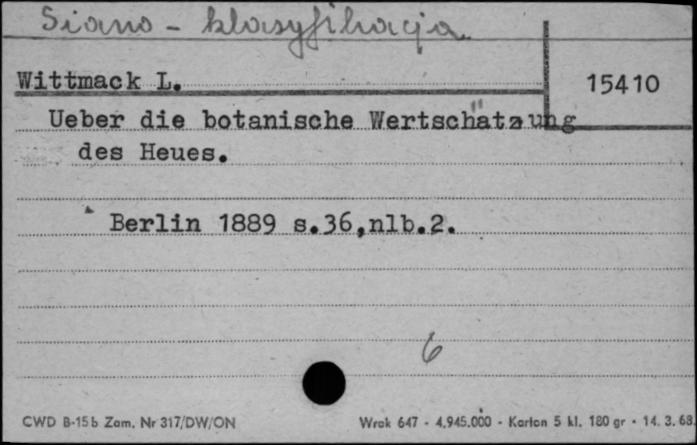 Siano - klasyfikacja
Wittmack L.
15410
Ueber die botanische Wertschätzung
des Heues.
Berlin 1889 s.36,nlb.2.
6
CWD B-15b Zam. Nr 317/DW/ON
Wrak 647 - 4.945.000 - Karton 5 kl. 180 gr - 14.3.68